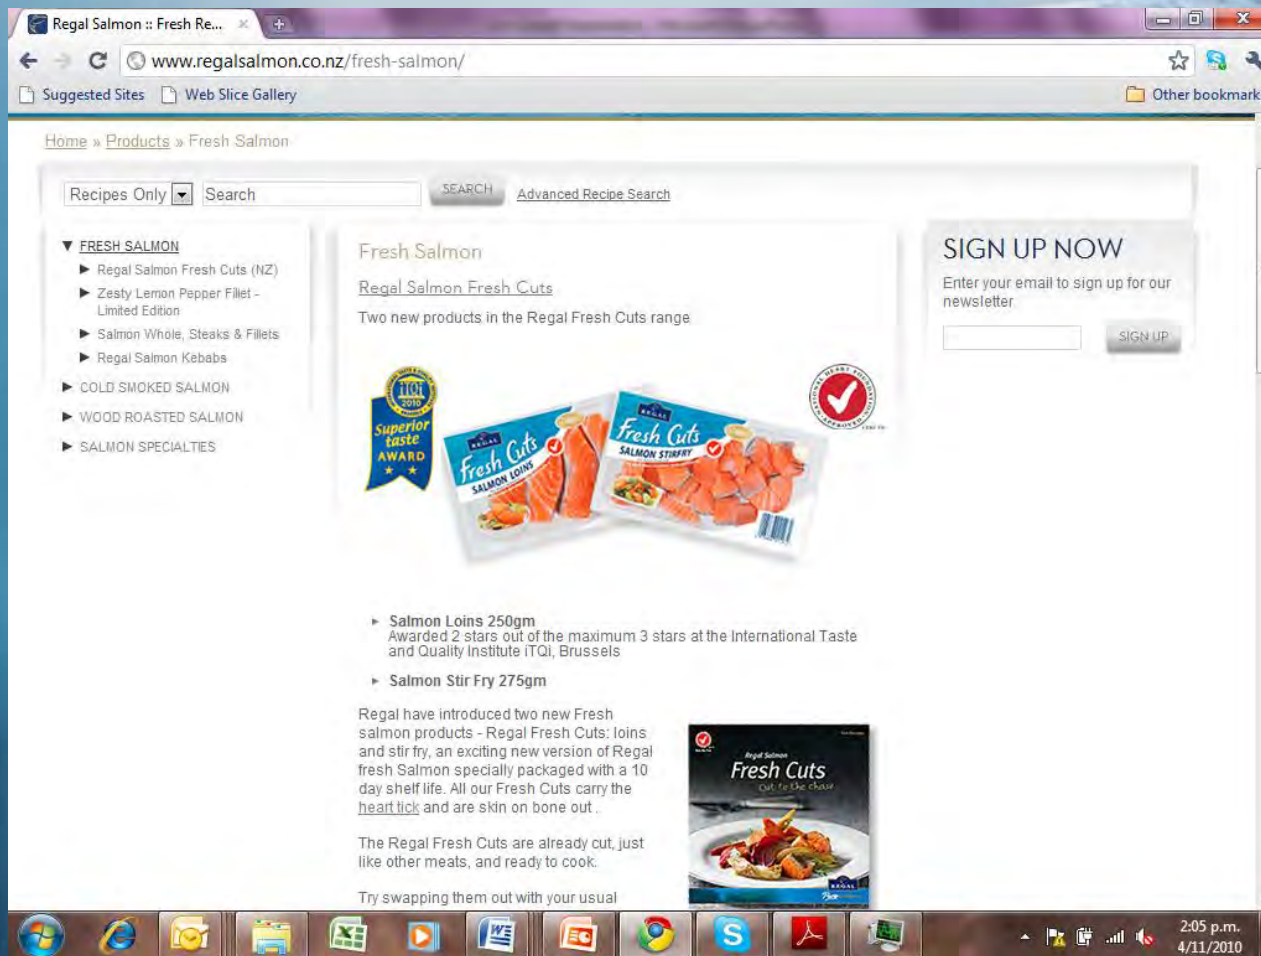 Regal Salmon :: Fresh Re...
www.regalsalmon.co.nz/fresh-salmon/
Suggested Sites Web Slice Gallery Other bookmark
Home » Products » Fresh Salmon
Recipes Only Search SEARCH Advanced Recipe Search
FRESH SALMON
Regal Salmon Fresh Cuts (NZ)
Zesty Lemon Pepper Fillet -
Limited Edition
Salmon Whole, Steaks & Fillets
Regal Salmon Kebabs
COLD SMOKED SALMON
WOOD ROASTED SALMON
SALMON SPECIALTIES
Fresh Salmon
Regal Salmon Fresh Cuts
Two new products in the Regal Fresh Cuts range
iTQi
2010
Superior
taste
AWARD
REGAL
Fresh Cuts
SALMON LOINS
REGAL
Fresh Cuts
SALMON STIRFRY
NATIONAL HEART FOUNDATION
APPROVED
Salmon Loins 250gm
Awarded 2 stars out of the maximum 3 stars at the International Taste
and Quality Institute iTQi, Brussels
Salmon Stir Fry 275gm
Regal have introduced two new Fresh
salmon products - Regal Fresh Cuts: loins
and stir fry, an exciting new version of Regal
fresh Salmon specially packaged with a 10
day shelf life. All our Fresh Cuts carry the
heart tick and are skin on bone out .
The Regal Fresh Cuts are already cut, just
like other meats, and ready to cook.
Try swapping them out with your usual
Regal Salmon
Fresh Cuts
Cut to the chase
REGAL
SIGN UP NOW
Enter your email to sign up for our
newsletter
SIGN UP
2:05 p.m.
4/11/2010